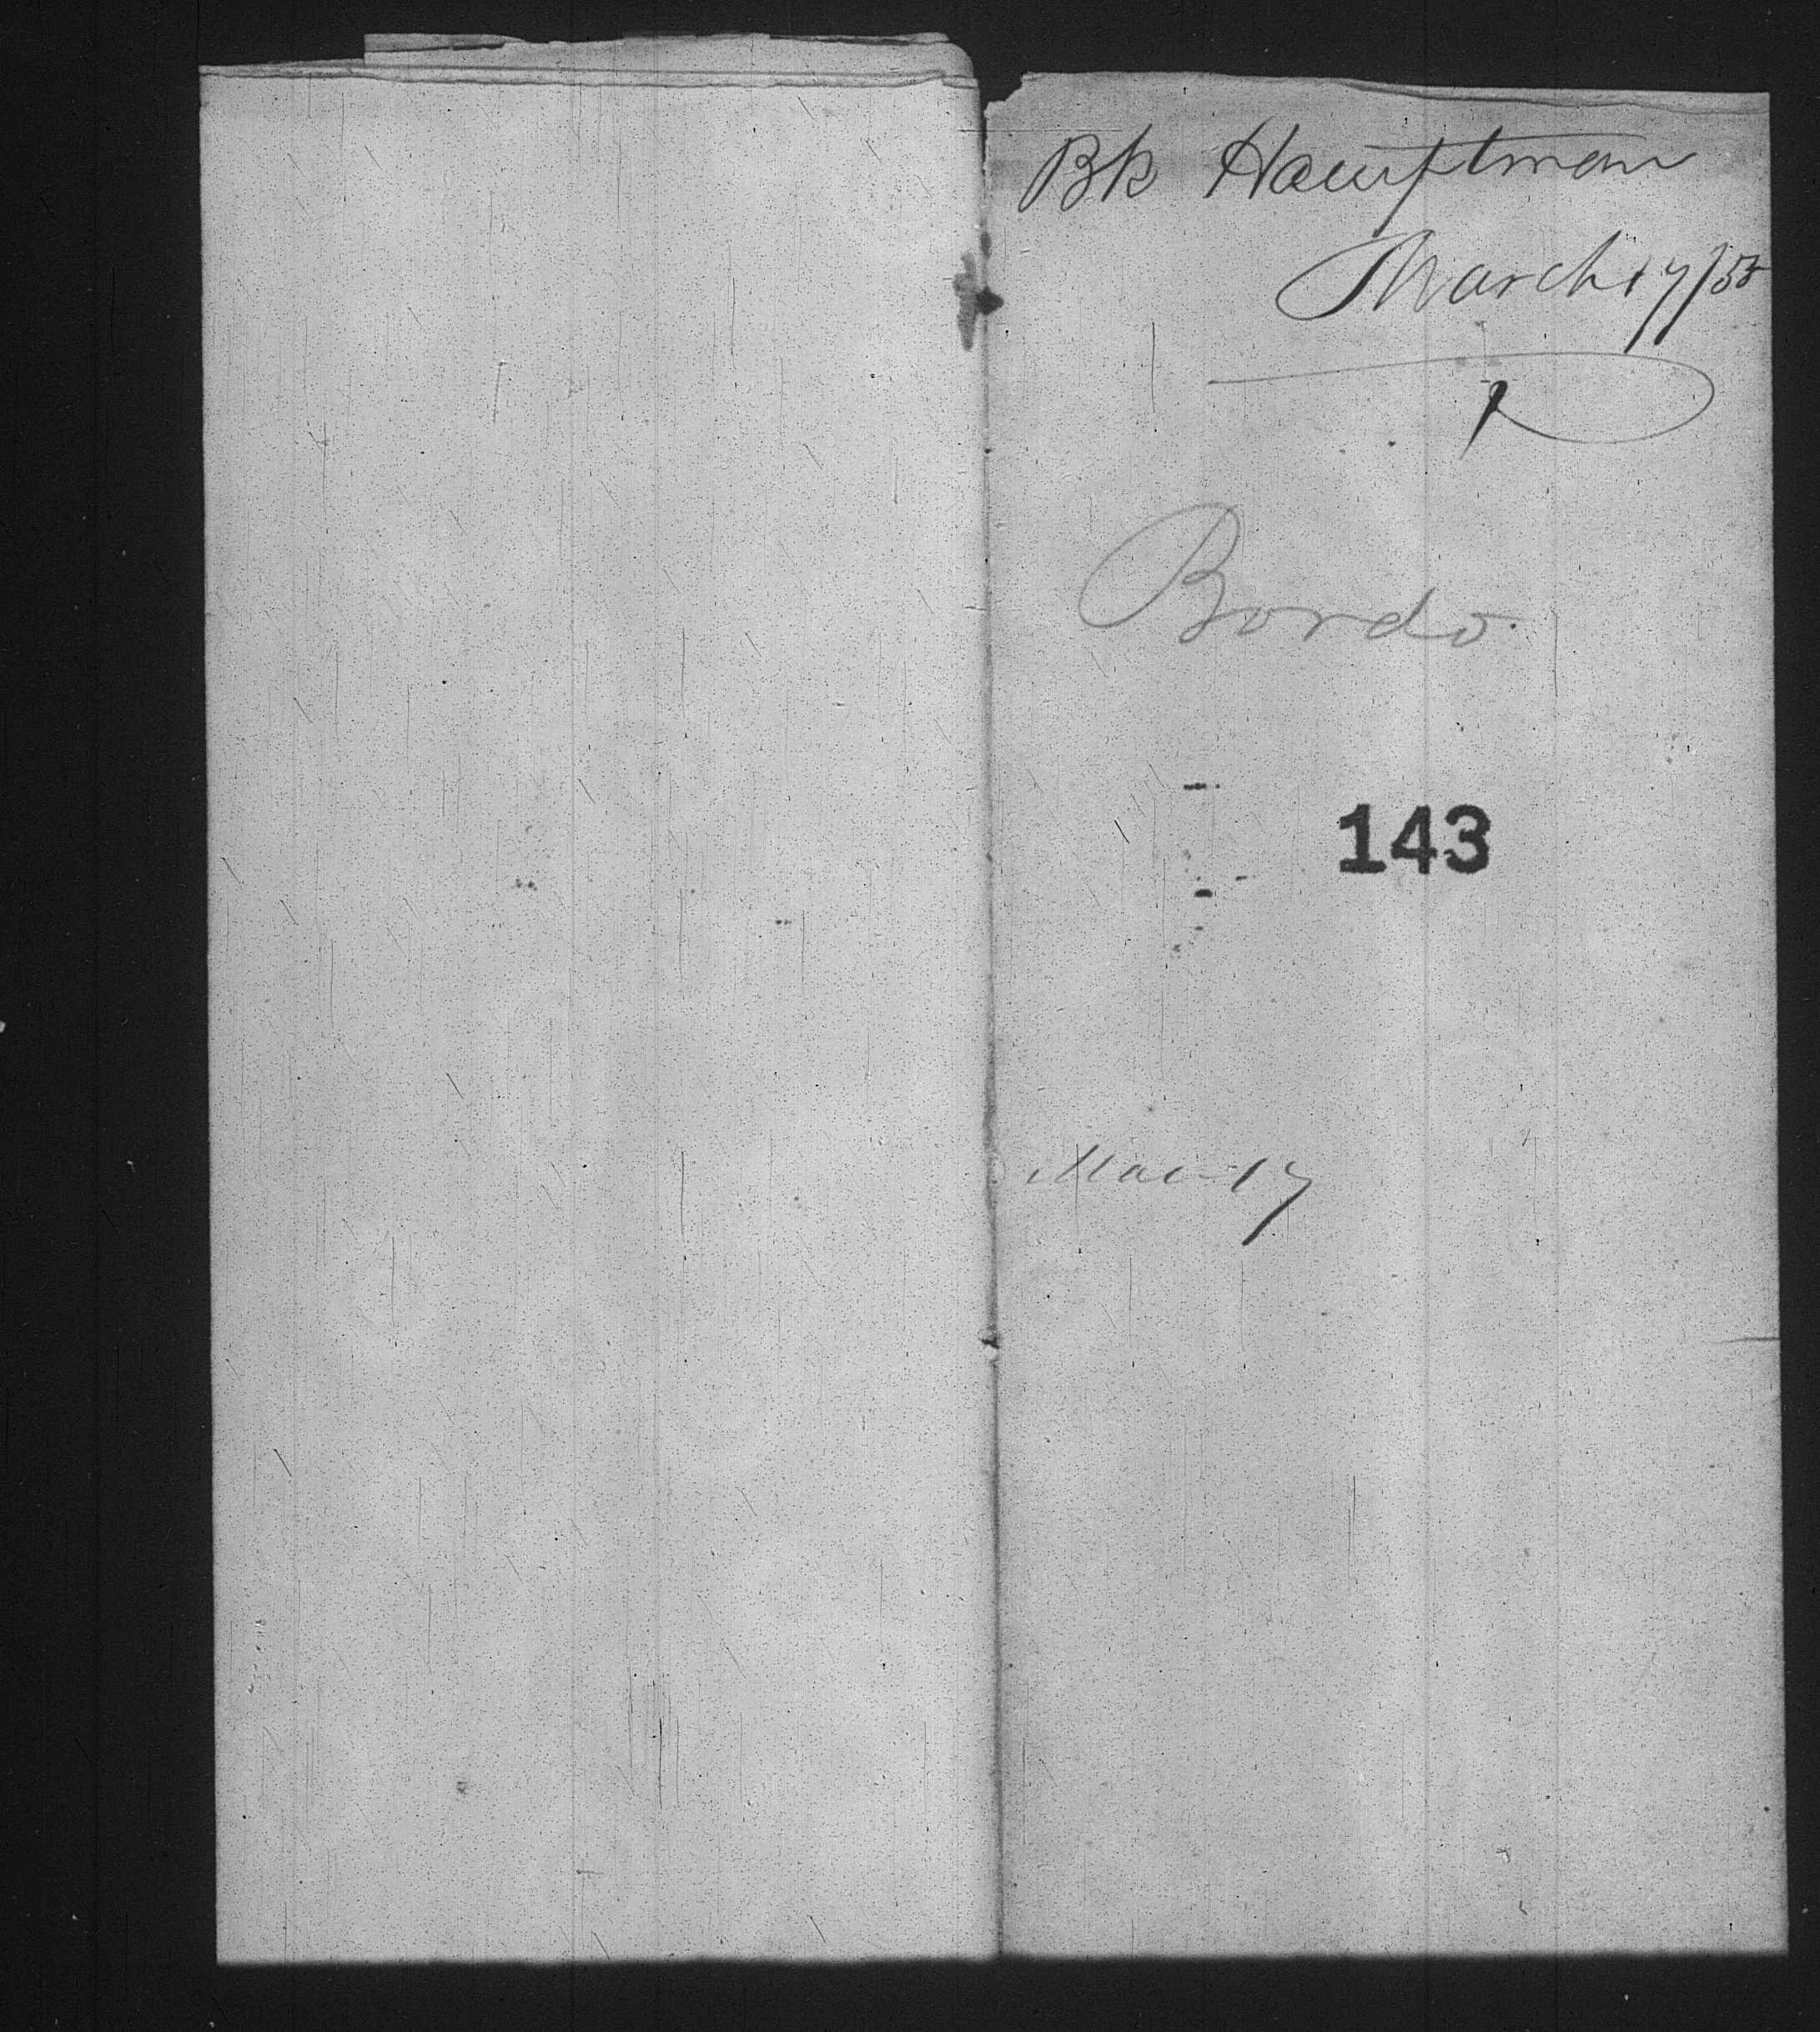 Bk Hauptman
March 17/55
Bordo.
143
Mar 17